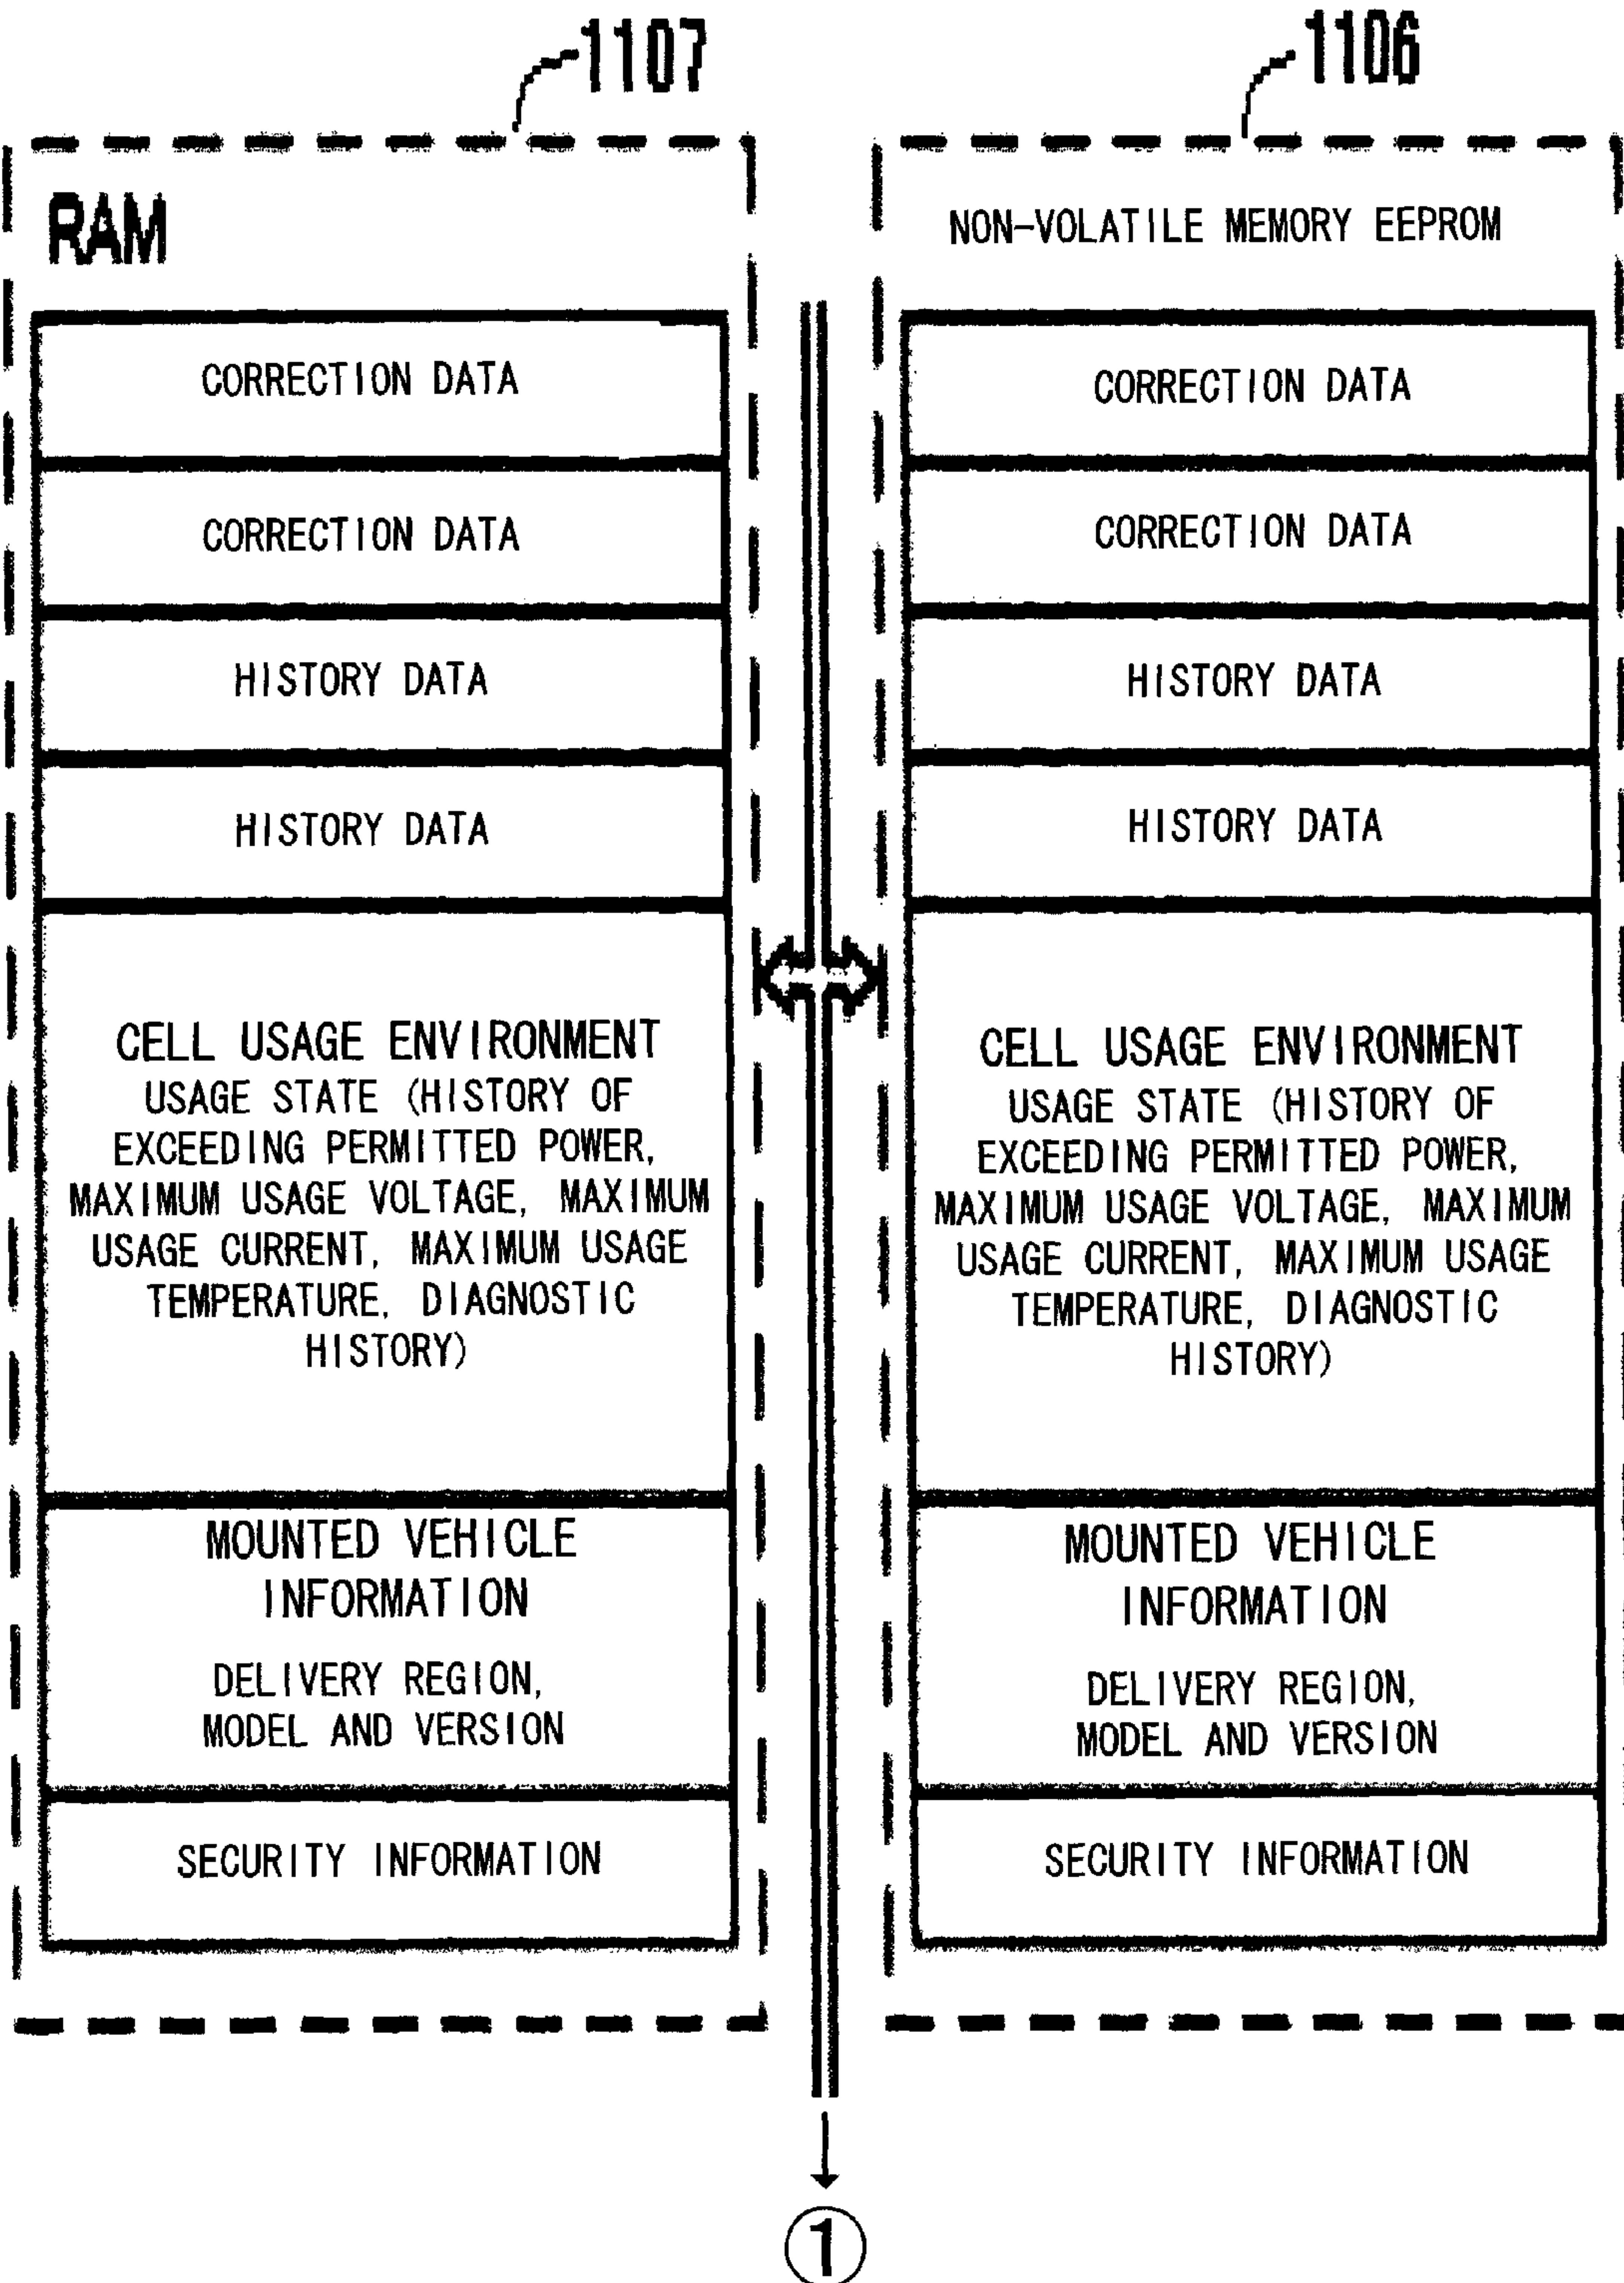 1107
RAM
CORRECTION DATA
CORRECTION DATA
HISTORY DATA
HISTORY DATA
CELL USAGE ENVIRONMENT
USAGE STATE (HISTORY OF
EXCEEDING PERMITTED POWER,
MAXIMUM USAGE VOLTAGE, MAXIMUM
USAGE CURRENT, MAXIMUM USAGE
TEMPERATURE, DIAGNOSTIC
HISTORY)
MOUNTED VEHICLE
INFORMATION
DELIVERY REGION,
MODEL AND VERSION
SECURITY INFORMATION
1106
NON-VOLATILE MEMORY EEPROM
CORRECTION DATA
CORRECTION DATA
HISTORY DATA
HISTORY DATA
CELL USAGE ENVIRONMENT
USAGE STATE (HISTORY OF
EXCEEDING PERMITTED POWER,
MAXIMUM USAGE VOLTAGE, MAXIMUM
USAGE CURRENT, MAXIMUM USAGE
TEMPERATURE, DIAGNOSTIC
HISTORY)
MOUNTED VEHICLE
INFORMATION
DELIVERY REGION,
MODEL AND VERSION
SECURITY INFORMATION
1